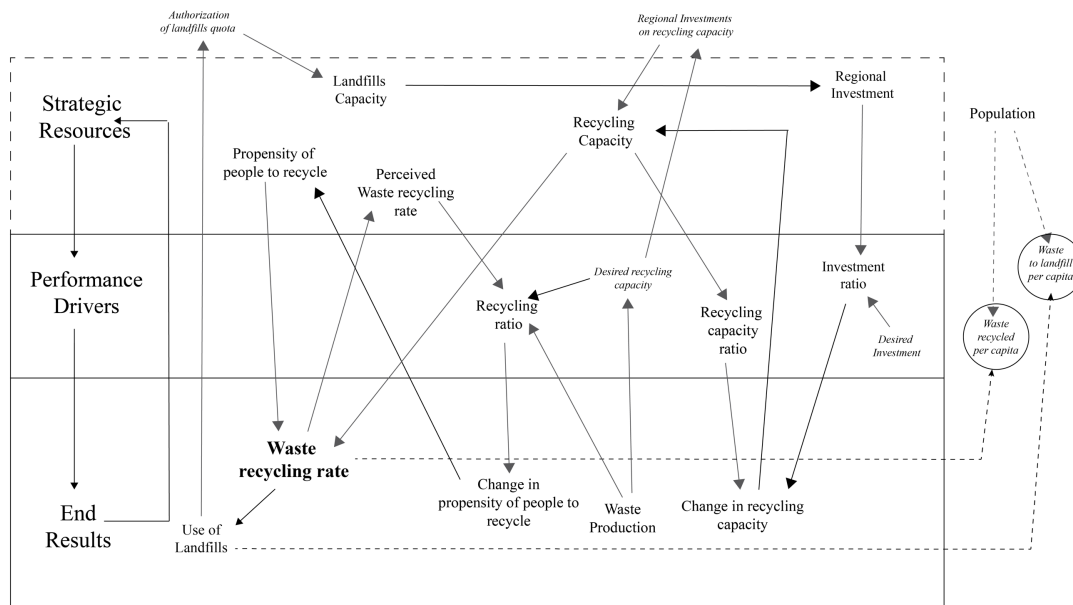 Authorization
of landfills quota
Regional Investments
on recycling capacity
Strategic
Resources
Landfills
Capacity
Regional
Investment
Recycling
Capacity
Population
Propensity of
people to recycle
Perceived
Waste recycling
rate
Performance
Drivers
Recycling
ratio
Desired recycling
capacity
Recycling
capacity
ratio
Investment
ratio
Desired
Investment
Waste
to landfill
per capita
Waste
recycled
per capita
Waste
recycling rate
End
Results
Use of
Landfills
Change in
propensity of people to
recycle
Waste
Production
Change in recycling
capacity